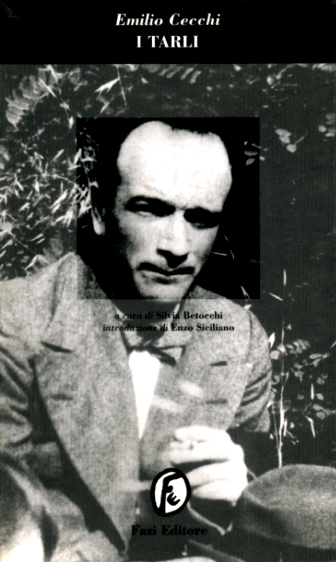 Emilio Cecchi
I TARLI
a cura di Silvia Betocchi
introduzione di Enzo Siciliano
Fazi Editore